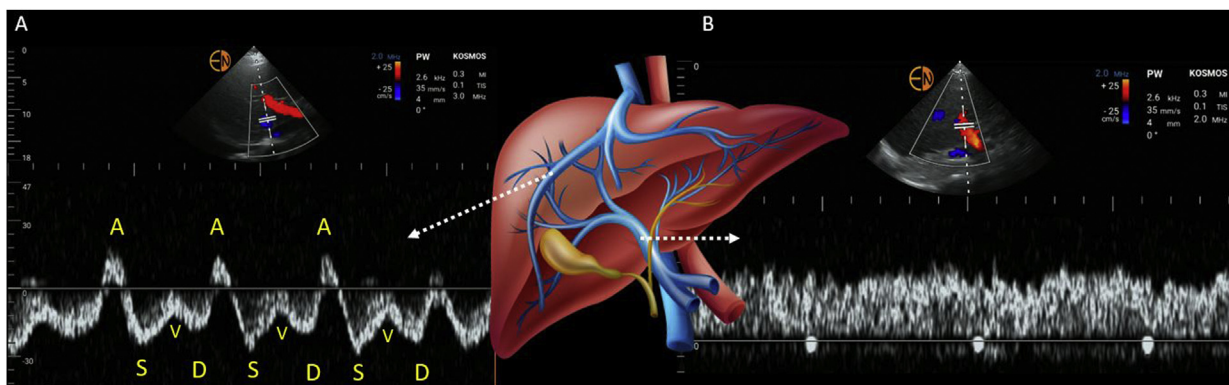 A
0
5
10
18
EN
2.0 MHz
+ 25
- 25
cm/s
PW
2.6 kHz
35 mm/s
4 mm
0°
KOSMOS
0.3 MI
0.1 TIS
3.0 MHz
47
30
0
-30
A A A
V V V
S D S D S D
B
0
EN
2.0 MHz
+ 25
- 25
cm/s
PW
2.6 kHz
35 mm/s
4 mm
0°
KOSMOS
0.3 MI
0.1 TIS
2.0 MHz
0